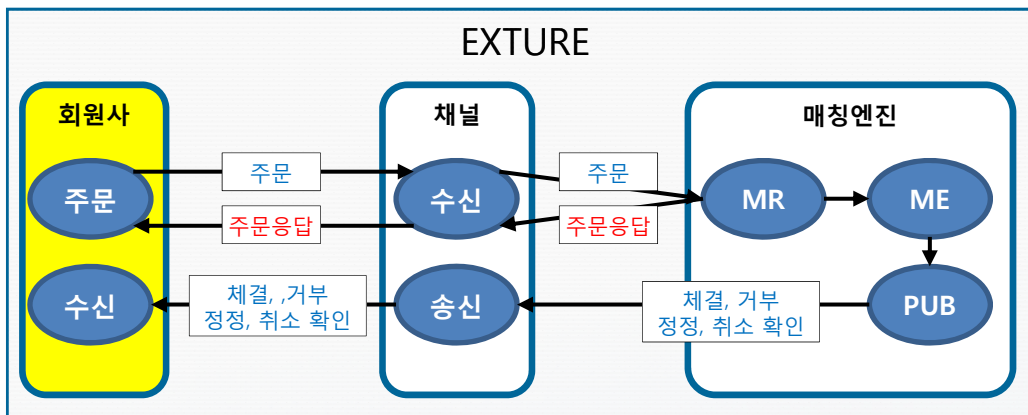 EXTURE
회원사
채널
매칭엔진
주문
주문
수신
주문
MR
ME
주문응답
주문응답
수신
체결, ,거부
정정, 취소 확인
송신
체결, 거부
정정, 취소 확인
PUB